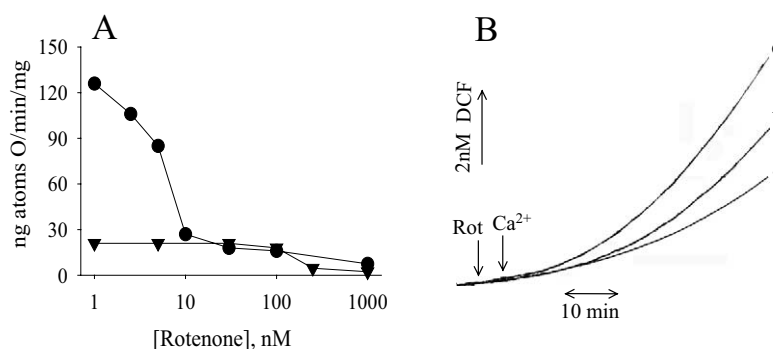 A
150
120
90
60
30
0
ng atoms O/min/mg
1 10 100 1000
[Rotenone], nM
B
2nM DCF
Rot Ca²⁺
10 min